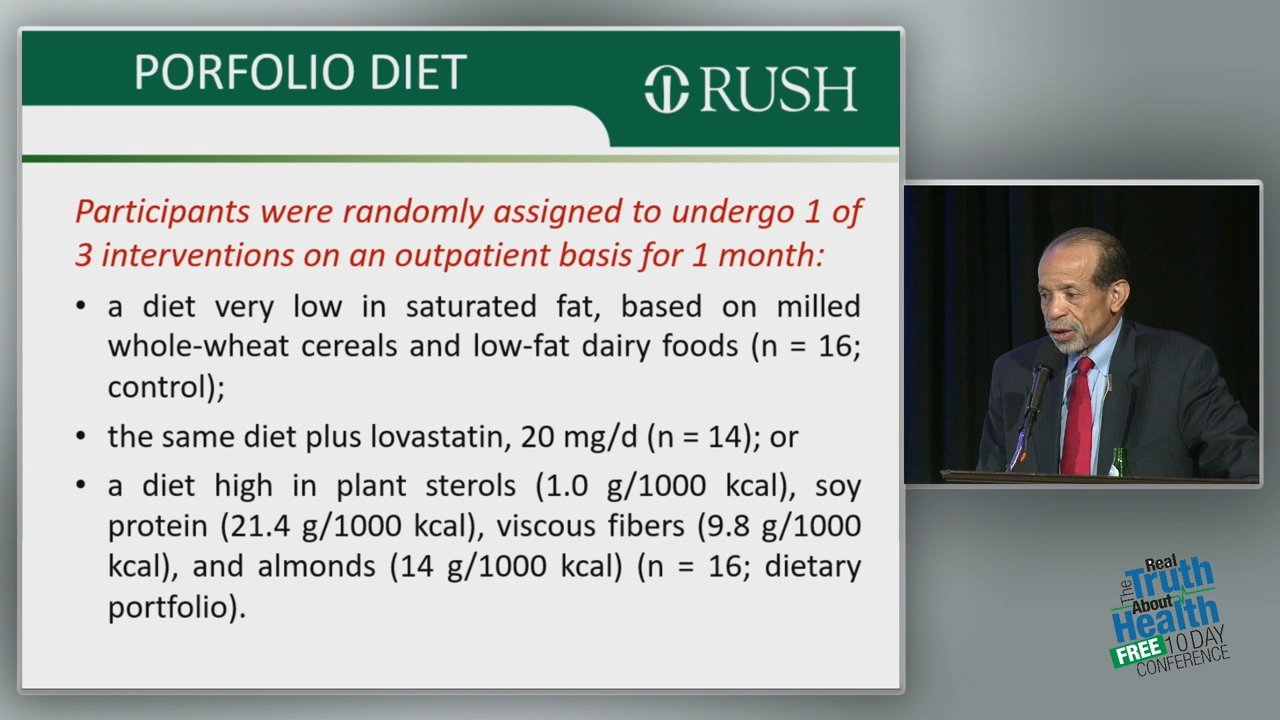 PORFOLIO DIET
RUSH
Participants were randomly assigned to undergo 1 of
3 interventions on an outpatient basis for 1 month:
• a diet very low in saturated fat, based on milled
whole-wheat cereals and low-fat dairy foods (n = 16;
control);
• the same diet plus lovastatin, 20 mg/d (n = 14); or
• a diet high in plant sterols (1.0 g/1000 kcal), soy
protein (21.4 g/1000 kcal), viscous fibers (9.8 g/1000
kcal), and almonds (14 g/1000 kcal) (n = 16; dietary
portfolio).
The Real
Truth
About
Health
FREE 10 DAY
CONFERENCE